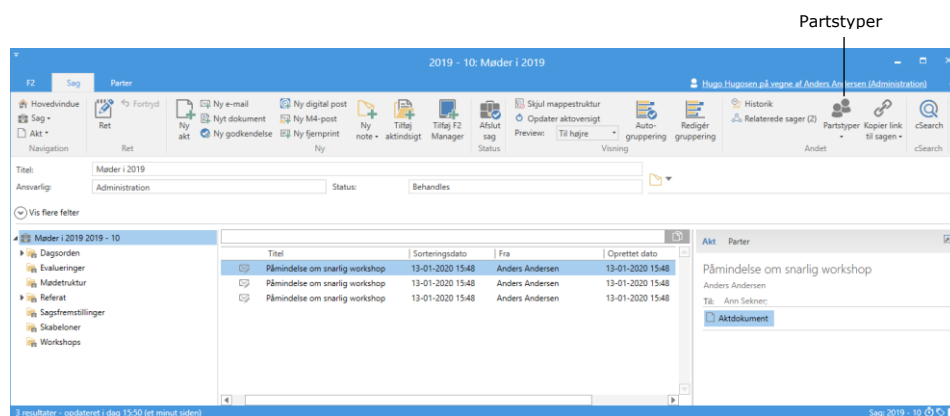 Partstyper
2019 - 10: Møder i 2019
F2 Sag Parter
Hugo Hugosen på vegne af Anders Andersen (Administration)
Hovedvindue
Sag
Akt
Navigation
Fortryd
Ret
Ret
Ny akt
Ny e-mail
Nyt dokument
Ny godkendelse
Ny digital post
Ny M4-post
Ny fjernprint
Ny note
Tilføj aktindsigt
Tilføj F2 Manager
Ny
Afslut sag
Status
Skjul mappestruktur
Opdater aktoversigt
Preview: Til højre
Auto-gruppering
Redigér gruppering
Visning
Historik
Relaterede sager (2)
Partstyper
Kopier link til sagen
Andet
cSearch
cSearch
Titel: Møder i 2019
Ansvarlig: Administration Status: Behandles
Vis flere felter
Møder i 2019 2019 - 10
Dagsorden
Evalueringer
Mødetruktur
Referat
Sagsfremstillinger
Skabeloner
Workshops
Titel Sorteringsdato Fra Oprettet dato
Påmindelse om snarlig workshop 13-01-2020 15:48 Anders Andersen 13-01-2020 15:48
Påmindelse om snarlig workshop 13-01-2020 15:48 Anders Andersen 13-01-2020 15:48
Påmindelse om snarlig workshop 13-01-2020 15:48 Anders Andersen 13-01-2020 15:48
Akt Parter
Påmindelse om snarlig workshop
Anders Andersen
Til: Ann Sekner;
Aktdokument
3 resultater - opdateret i dag 15:50 (et minut siden)
Sag: 2019 - 10